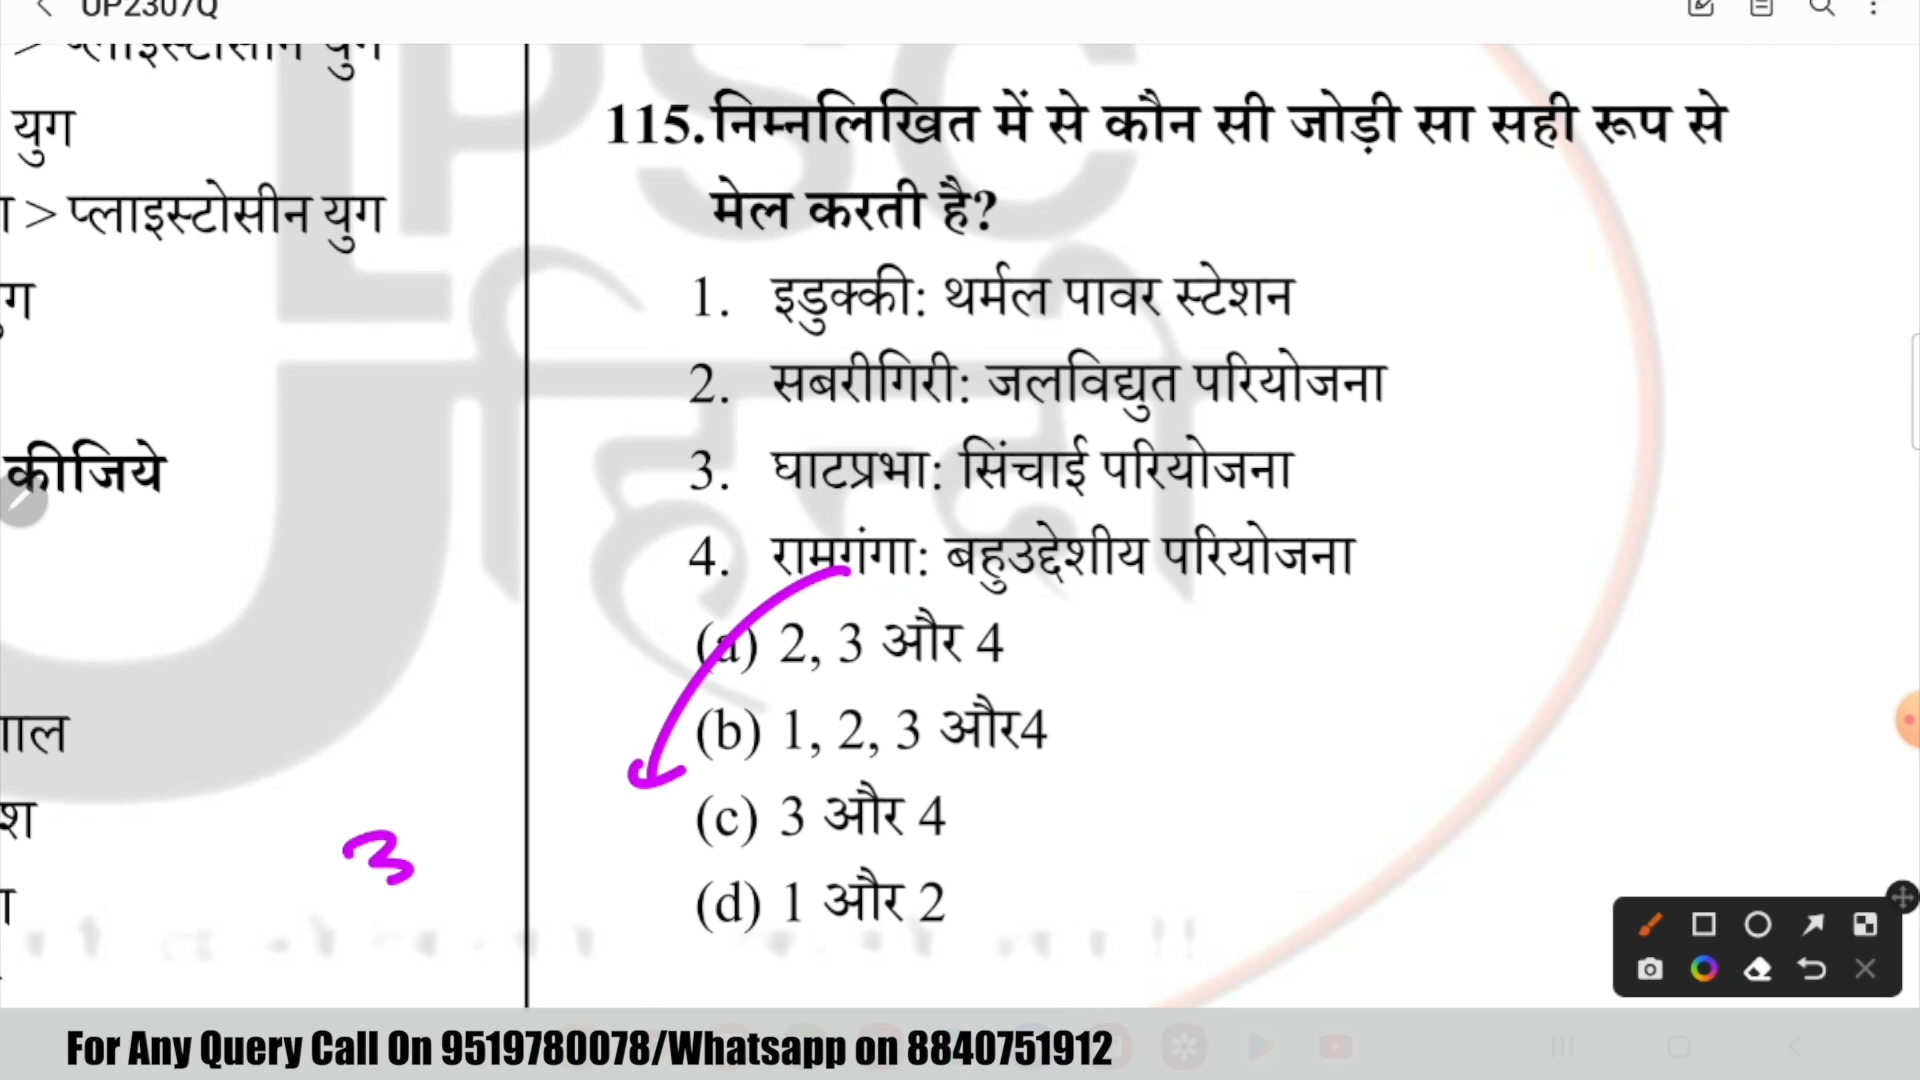 UP2307Q
> प्लाइस्टोसीन युग
युग
> प्लाइस्टोसीन युग
कीजिये
3
115. निम्नलिखित में से कौन सी जोड़ी सा सही रूप से
मेल करती है?
1. इडुक्की: थर्मल पावर स्टेशन
2. सबरीगिरी: जलविद्युत परियोजना
3. घाटप्रभा: सिंचाई परियोजना
4. रामगंगा: बहुउद्देशीय परियोजना
(a) 2, 3 और 4
(b) 1, 2, 3 और4
(c) 3 और 4
(d) 1 और 2
हिन्दी
For Any Query Call On 9519780078/Whatsapp on 8840751912